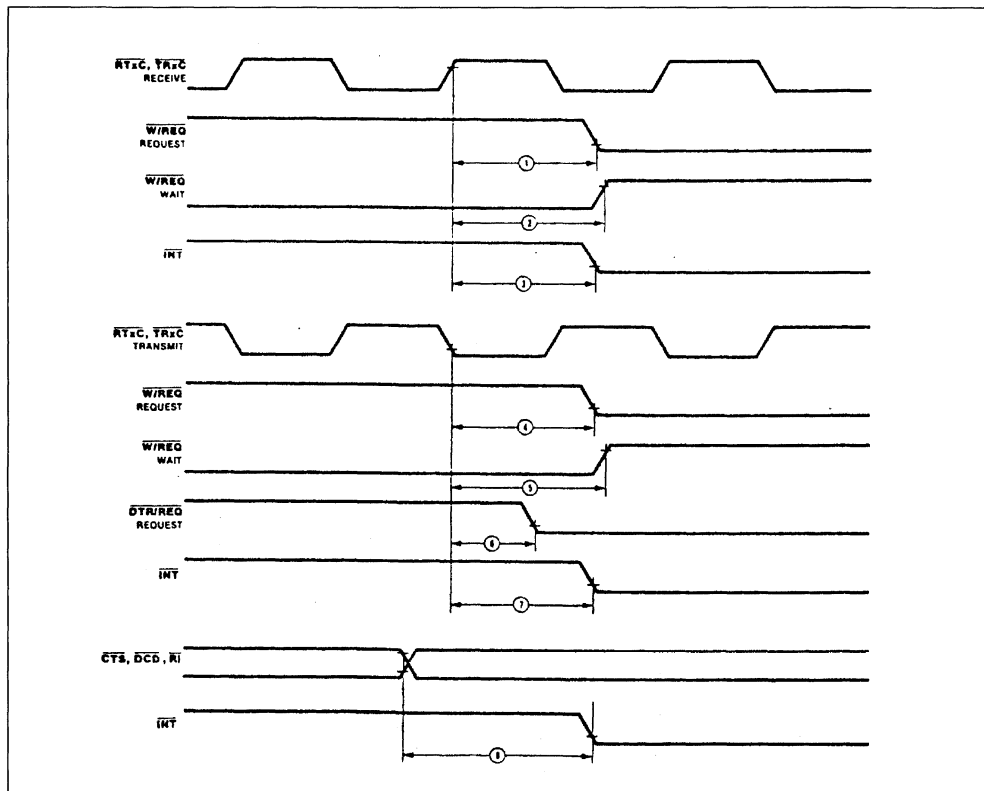 RTxC, TRxC
RECEIVE
W/REQ
REQUEST
1
W/REQ
WAIT
2
INT
3
RTxC, TRxC
TRANSMIT
W/REQ
REQUEST
4
W/REQ
WAIT
5
DTR/REQ
REQUEST
6
INT
7
CTS, DCD, RI
INT
8